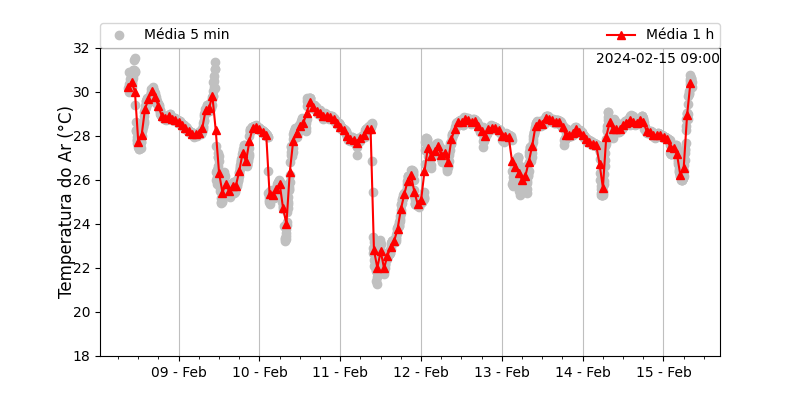 Média 5 min
Média 1 h
2024-02-15 09:00
Temperatura do Ar (°C)
32
30
28
26
24
22
20
18
09 - Feb
10 - Feb
11 - Feb
12 - Feb
13 - Feb
14 - Feb
15 - Feb